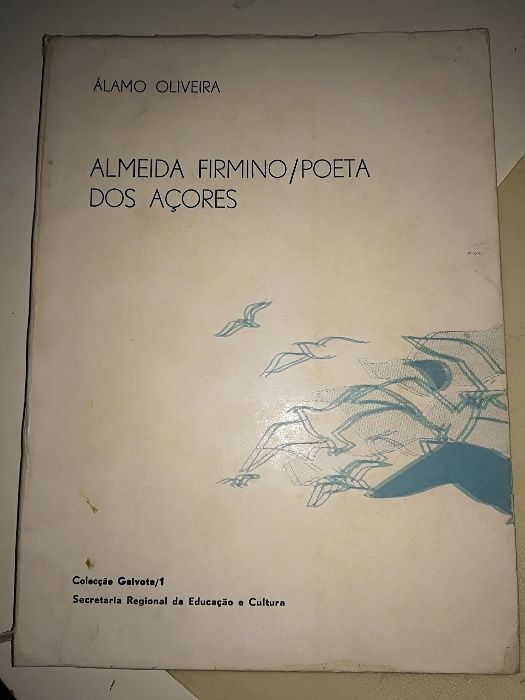 ÁLAMO OLIVEIRA
ALMEIDA FIRMINO/POETA
DOS AÇORES
Colecção Gaivota/1
Secretaria Regional da Educação e Cultura